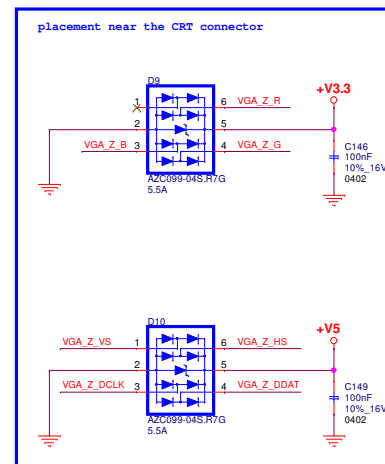 placement near the CRT connector
D9
+V3.3
1 6 VGA_Z_R
2 5
VGA_Z_B 3 4 VGA_Z_G
C146
100nF
10%_16V
0402
AZC099-04S.R7G
5.5A
D10
+V5
VGA_Z_VS 1 6 VGA_Z_HS
2 5
VGA_Z_DCLK 3 4 VGA_Z_DDAT
C149
100nF
10%_16V
0402
AZC099-04S.R7G
5.5A